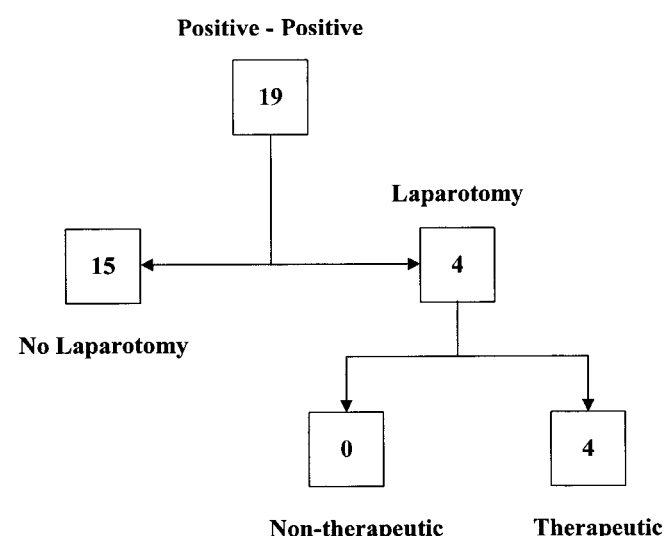 Positive - Positive
19
Laparotomy
15
4
No Laparotomy
0
4
Non-therapeutic
Therapeutic